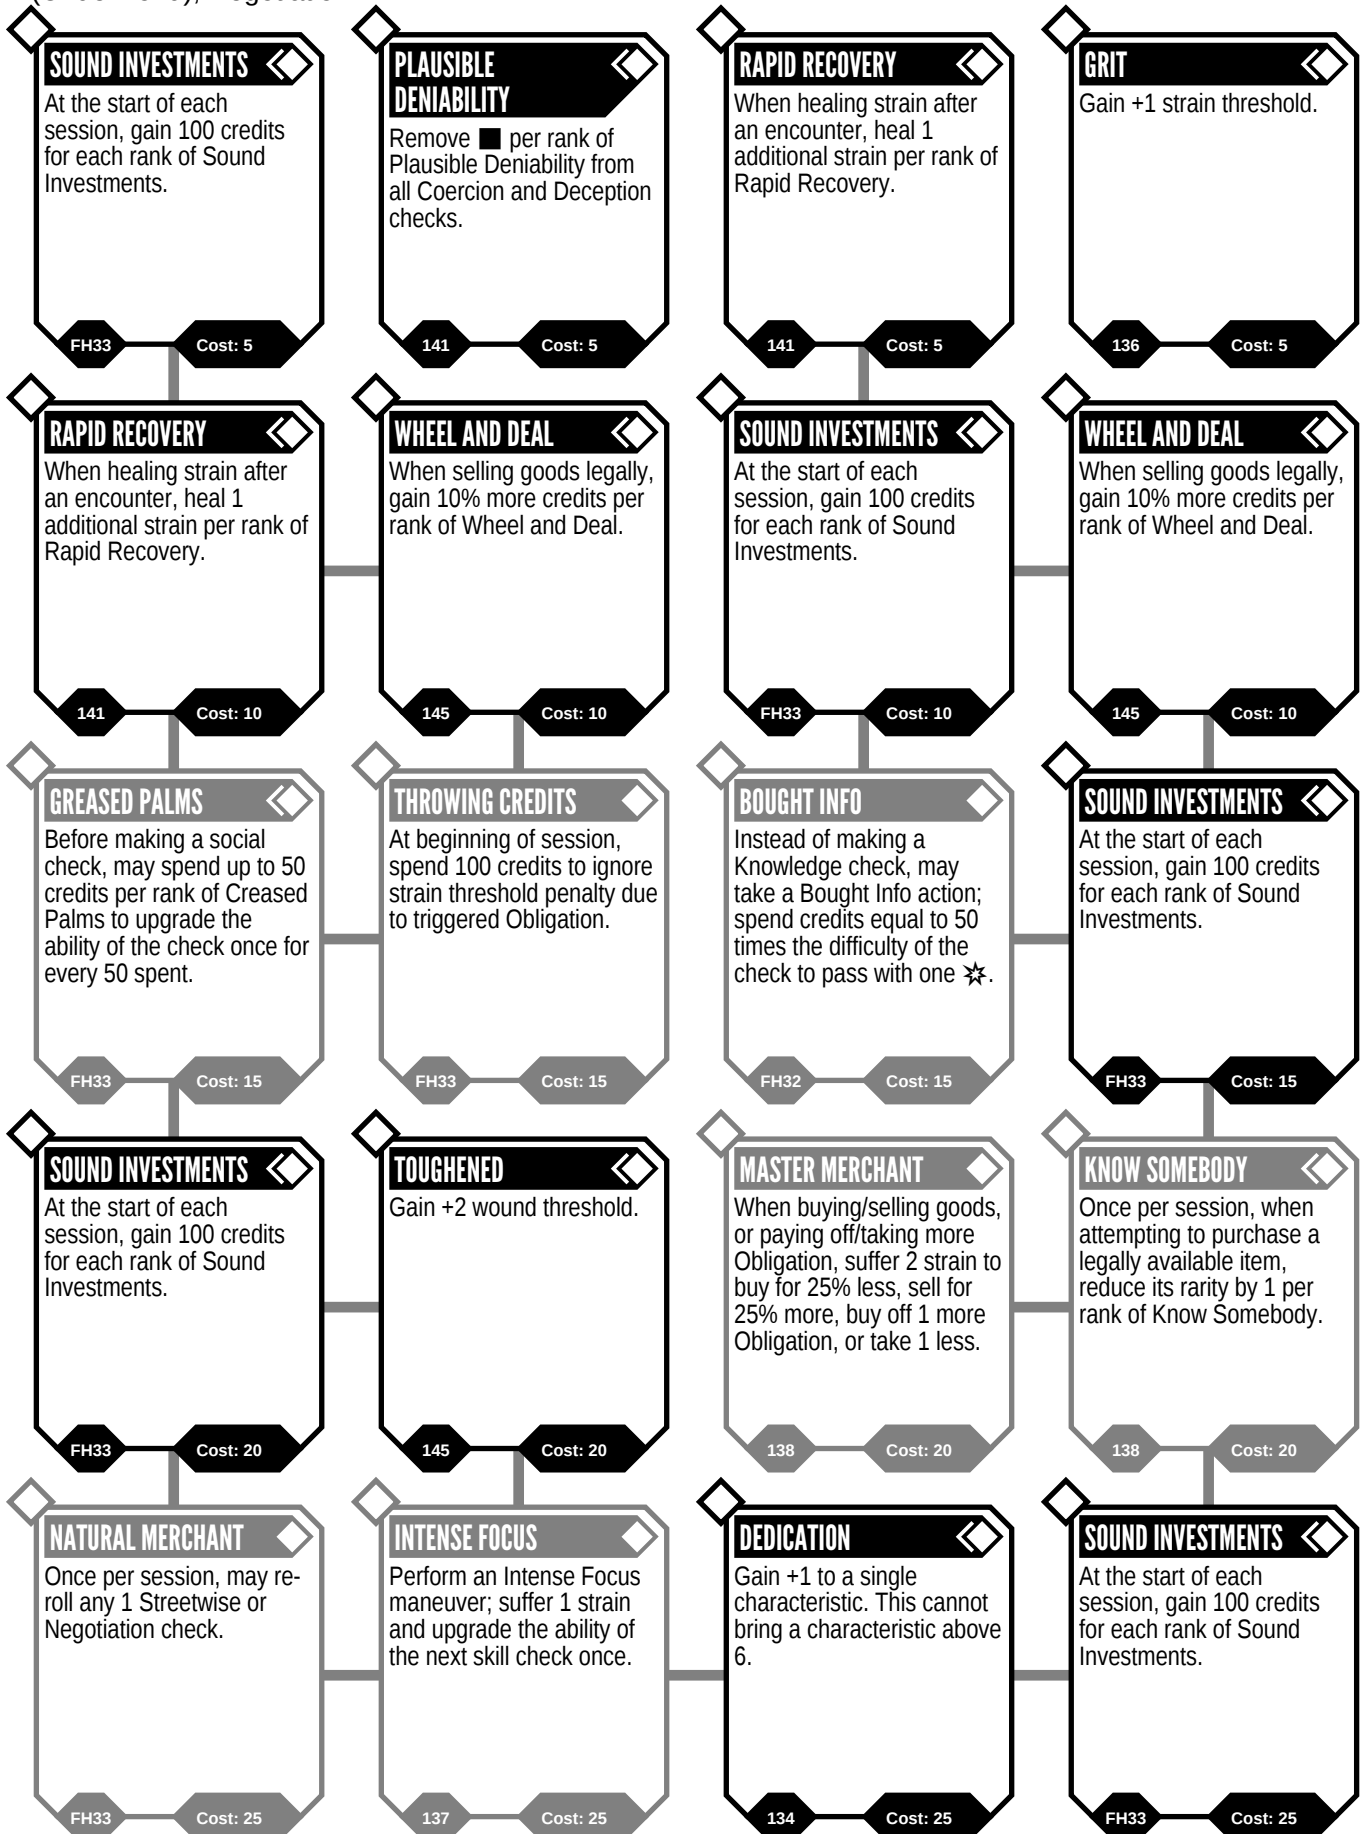 SOUND INVESTMENTS
At the start of each
session, gain 100 credits
for each rank of Sound
Investments.
FH33
Cost: 5
PLAUSIBLE
DENIABILITY
Remove ■ per rank of
Plausible Deniability from
all Coercion and Deception
checks.
141
Cost: 5
RAPID RECOVERY
When healing strain after
an encounter, heal 1
additional strain per rank of
Rapid Recovery.
141
Cost: 5
GRIT
Gain +1 strain threshold.
136
Cost: 5
RAPID RECOVERY
When healing strain after
an encounter, heal 1
additional strain per rank of
Rapid Recovery.
141
Cost: 10
WHEEL AND DEAL
When selling goods legally,
gain 10% more credits per
rank of Wheel and Deal.
145
Cost: 10
SOUND INVESTMENTS
At the start of each
session, gain 100 credits
for each rank of Sound
Investments.
FH33
Cost: 10
WHEEL AND DEAL
When selling goods legally,
gain 10% more credits per
rank of Wheel and Deal.
145
Cost: 10
GREASED PALMS
Before making a social
check, may spend up to 50
credits per rank of Creased
Palms to upgrade the
ability of the check once for
every 50 spent.
FH33
Cost: 15
THROWING CREDITS
At beginning of session,
spend 100 credits to ignore
strain threshold penalty due
to triggered Obligation.
FH33
Cost: 15
BOUGHT INFO
Instead of making a
Knowledge check, may
take a Bought Info action;
spend credits equal to 50
times the difficulty of the
check to pass with one .
FH32
Cost: 15
SOUND INVESTMENTS
At the start of each
session, gain 100 credits
for each rank of Sound
Investments.
FH33
Cost: 15
SOUND INVESTMENTS
At the start of each
session, gain 100 credits
for each rank of Sound
Investments.
FH33
Cost: 20
TOUGHENED
Gain +2 wound threshold.
145
Cost: 20
MASTER MERCHANT
When buying/selling goods,
or paying off/taking more
Obligation, suffer 2 strain to
buy for 25% less, sell for
25% more, buy off 1 more
Obligation, or take 1 less.
138
Cost: 20
KNOW SOMEBODY
Once per session, when
attempting to purchase a
legally available item,
reduce its rarity by 1 per
rank of Know Somebody.
138
Cost: 20
NATURAL MERCHANT
Once per session, may re-
roll any 1 Streetwise or
Negotiation check.
FH33
Cost: 25
INTENSE FOCUS
Perform an Intense Focus
maneuver; suffer 1 strain
and upgrade the ability of
the next skill check once.
137
Cost: 25
DEDICATION
Gain +1 to a single
characteristic. This cannot
bring a characteristic above
6.
134
Cost: 25
SOUND INVESTMENTS
At the start of each
session, gain 100 credits
for each rank of Sound
Investments.
FH33
Cost: 25